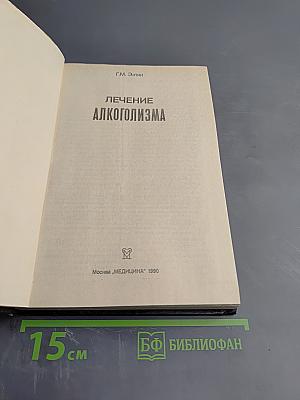 Г.М. Энтин
ЛЕЧЕНИЕ
АЛКОГОЛИЗМА
Москва „МЕДИЦИНА" 1990
15 см
БФ БИБЛИОФАН